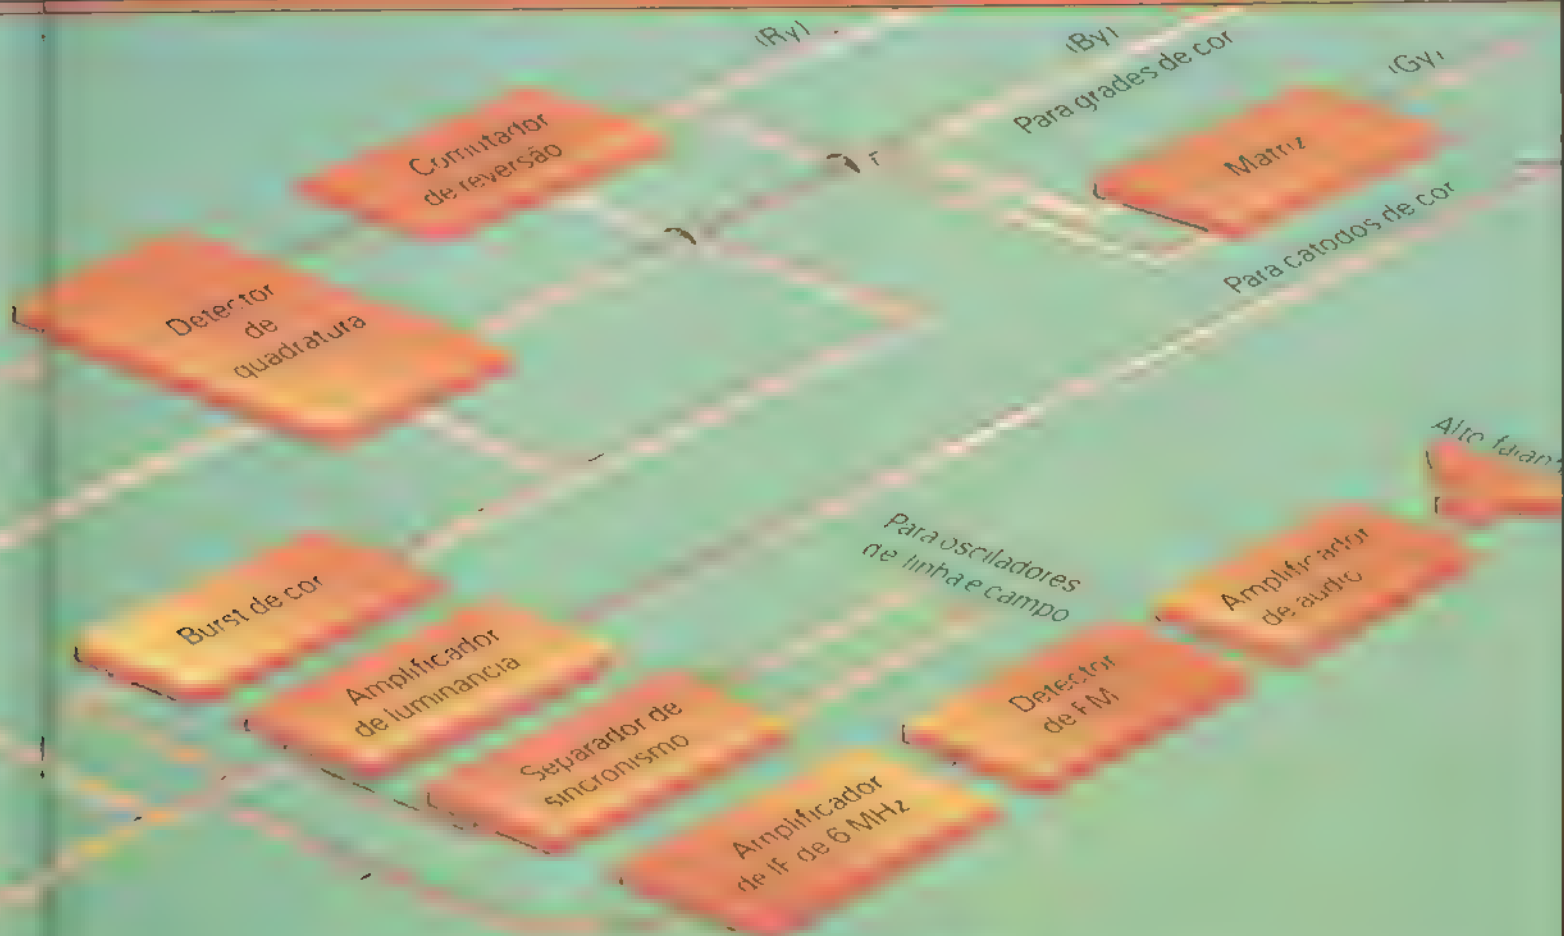 (Ry)
(By)
Para grades de cor
(Gy)
Comutador
de reversão
Matriz
Para catodos de cor
Detector
de
quadratura
Alto
Para osciladores
de linha e campo
Amplificador
de audio
Burst de cor
Amplificador
de luminancia
Detector
de FM
Separador de
sincronismo
Amplificador
de IF de 6 MHz